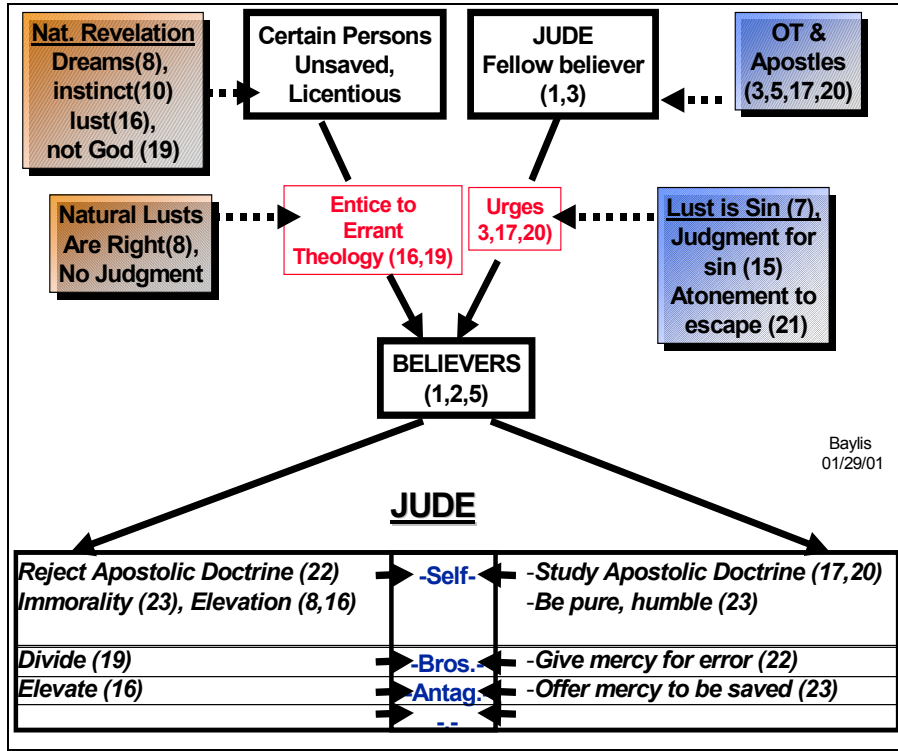 Nat. Revelation
Dreams(8),
instinct(10)
lust(16),
not God (19)
Certain Persons
Unsaved,
Licentious
JUDE
Fellow believer
(1,3)
OT &
Apostles
(3,5,17,20)
Natural Lusts
Are Right(8),
No Judgment
Entice to
Errant
Theology (16,19)
Urges
3,17,20)
Lust is Sin (7),
Judgment for
sin (15)
Atonement to
escape (21)
BELIEVERS
(1,2,5)
Baylis
01/29/01
JUDE
Reject Apostolic Doctrine (22)
Immorality (23), Elevation (8,16)
-Self-
-Study Apostolic Doctrine (17,20)
-Be pure, humble (23)
Divide (19)
-Bros.-
-Give mercy for error (22)
Elevate (16)
-Antag.-
-Offer mercy to be saved (23)
-.-